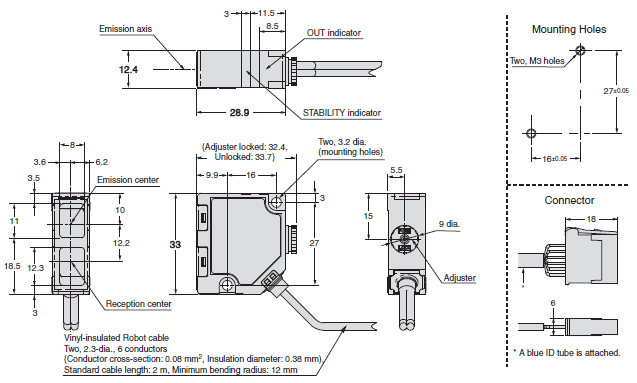 3
11.5
8.5
Emission axis
OUT indicator
12.4
28.9
STABILITY indicator
Mounting Holes
Two, M3 holes
27±0.05
16±0.05
8
3.6
6.2
3.5
Emission center
11
10
12.2
18.5
12.3
3
Reception center
(Adjuster locked: 32.4,
Unlocked: 33.7)
Two, 3.2 dia.
(mounting holes)
9.9
16
3
33
27
5.5
15
9 dia.
Adjuster
Vinyl-insulated Robot cable
Two, 2.3-dia., 6 conductors
(Conductor cross-section: 0.08 mm², Insulation diameter: 0.38 mm),
Standard cable length: 2 m, Minimum bending radius: 12 mm
Connector
18
*
6
* A blue ID tube is attached.